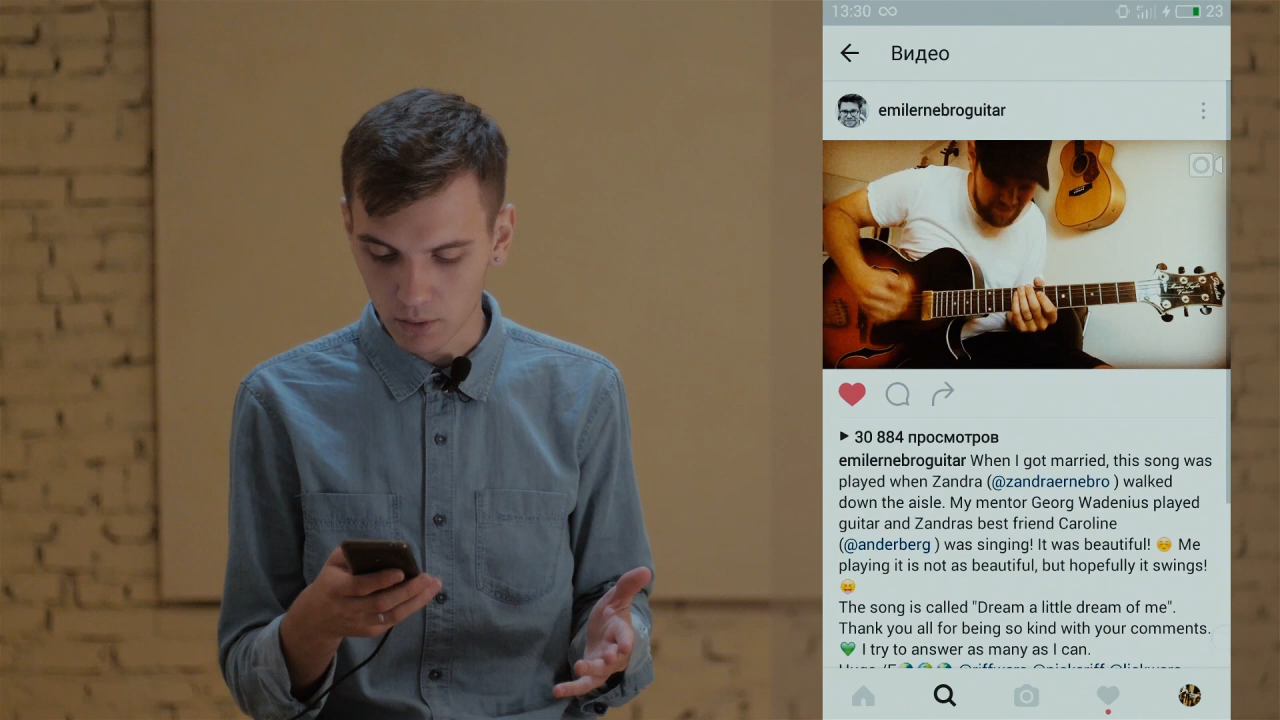 13:30
23
Видео
emilernebroguitar
30 884 просмотров
emilernebroguitar When I got married, this song was
played when Zandra (@zandraernebro ) walked
down the aisle. My mentor Georg Wadenius played
guitar and Zandras best friend Caroline
(@anderberg ) was singing! It was beautiful! ☺️ Me
playing it is not as beautiful, but hopefully it swings!
😝
The song is called "Dream a little dream of me".
Thank you all for being so kind with your comments.
💚 I try to answer as many as I can.